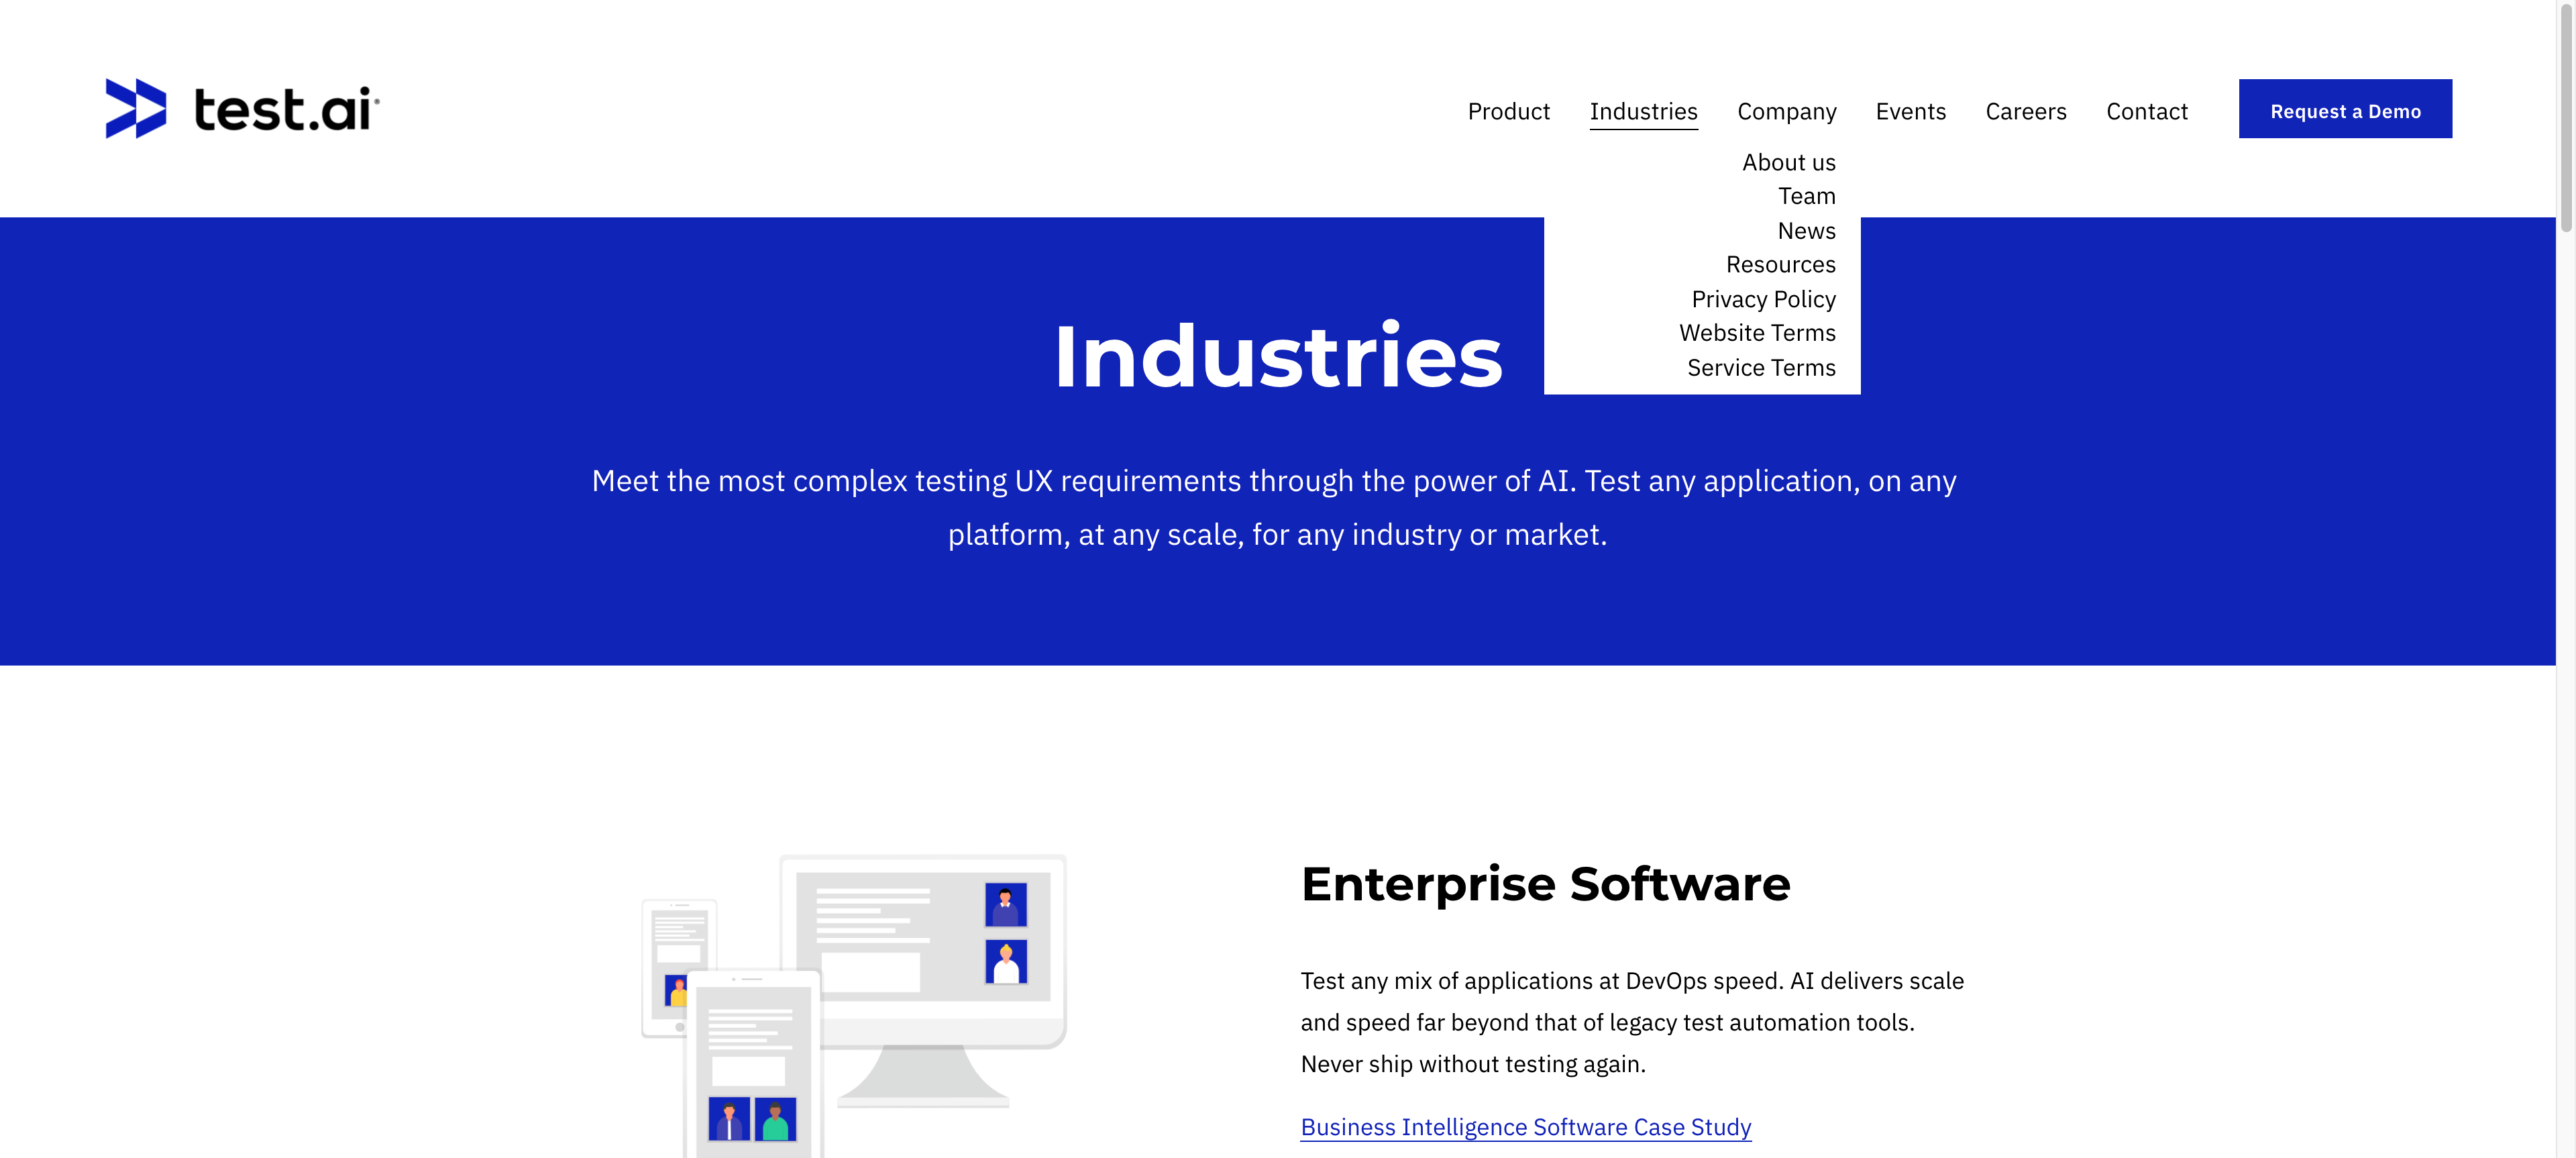 test.ai
Product Industries Company Events Careers Contact Request a Demo
About us
Team
News
Resources
Privacy Policy
Website Terms
Service Terms
Industries
Meet the most complex testing UX requirements through the power of AI. Test any application, on any
platform, at any scale, for any industry or market.
Enterprise Software
Test any mix of applications at DevOps speed. AI delivers scale
and speed far beyond that of legacy test automation tools.
Never ship without testing again.
Business Intelligence Software Case Study